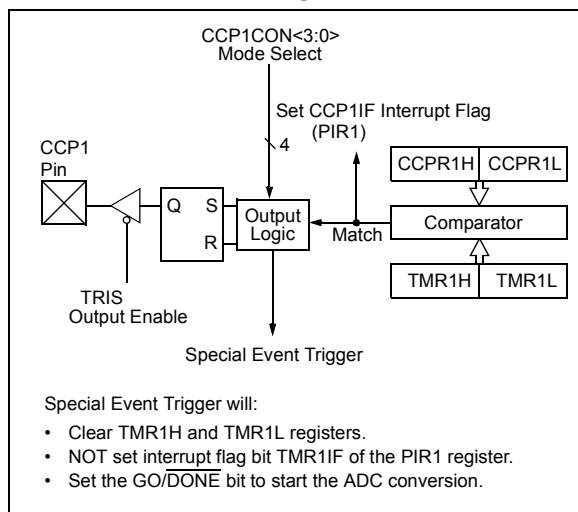 CCP1CON<3:0>
Mode Select
Set CCP1IF Interrupt Flag
(PIR1)
4
CCP1
Pin
CCPR1H CCPR1L
Q S
R
Output
Logic
Match
Comparator
TRIS
Output Enable
TMR1H TMR1L
Special Event Trigger
Special Event Trigger will:
• Clear TMR1H and TMR1L registers.
• NOT set interrupt flag bit TMR1IF of the PIR1 register.
• Set the GO/D̅O̅N̅E̅ bit to start the ADC conversion.